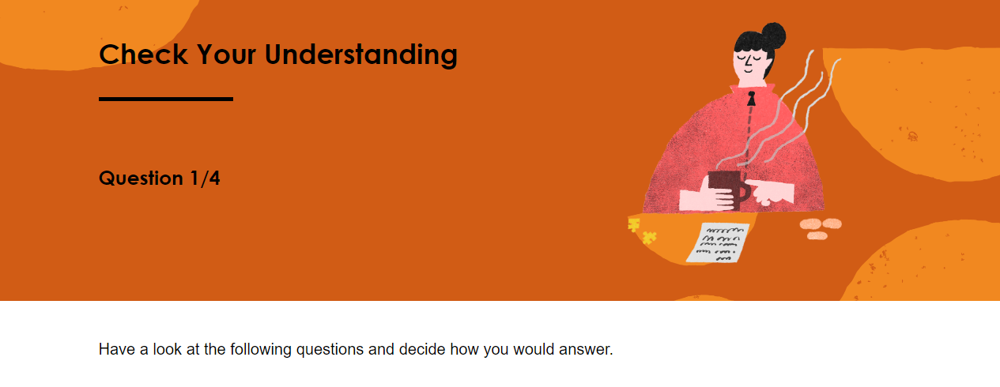 Check Your Understanding
Question 1/4
Have a look at the following questions and decide how you would answer.